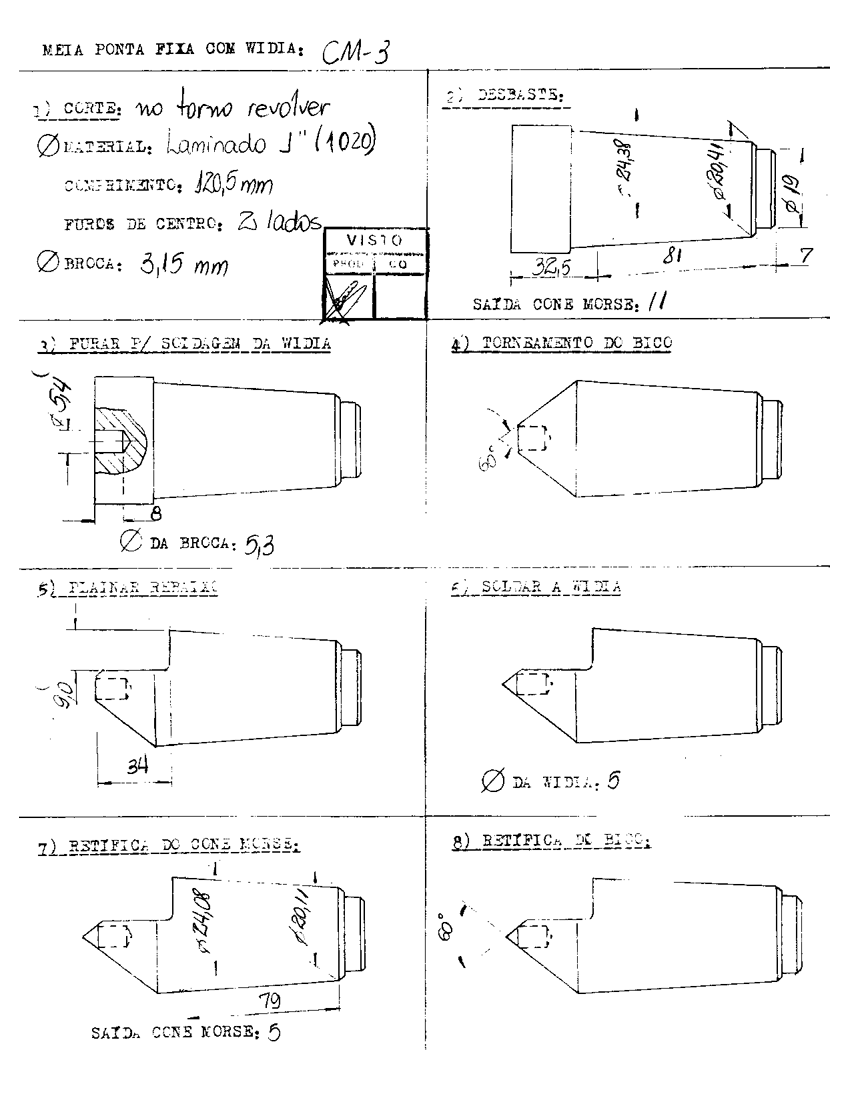 MEIA PONTA FIXA COM WIDIA: CM-3
1) CORTE: no torno revolver
Ø MATERIAL: Laminado 1" (1020)
COMPRIMENTO: 120,5 mm
FUROS DE CENTRO: 2 lados
Ø BROCA: 3,15 mm
VISTO
PROD CQ
2) DESBASTE:
Ø 24,38
Ø 20,41
Ø 19
32,5
81
7
SAÍDA CONE MORSE: 11
3) FURAR P/ SOLDAGEM DA WIDIA
Ø 5,4
8
Ø DA BROCA: 5,3
4) TORNEAMENTO DO BICO
60°
5) PLAINAR REBAIXO
9,0
34
6) SOLDAR A WIDIA
Ø DA WIDIA: 5
7) RETIFICA DO CONE MORSE:
Ø 24,08
Ø 20,11
79
SAÍDA CONE MORSE: 5
8) RETIFICA DO BICO:
60°